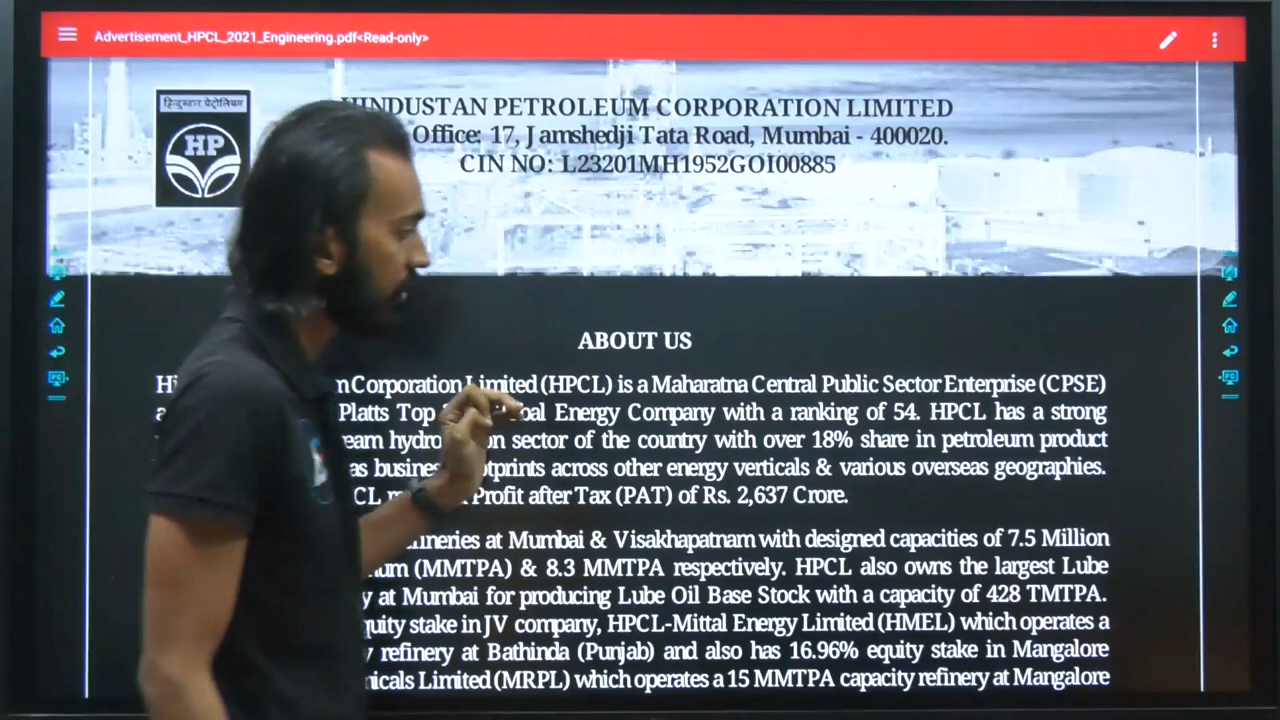 Advertisement_HPCL_2021_Engineering.pdf<Read-only>
हिन्दुस्तान पेट्रोलियम
HP
HINDUSTAN PETROLEUM CORPORATION LIMITED
Office: 17, Jamshedji Tata Road, Mumbai - 400020.
CIN NO: L23201MH1952GOI00885
ABOUT US
Corporation Limited (HPCL) is a Maharatna Central Public Sector Enterprise (CPSE)
Platts Top Energy Company with a ranking of 54. HPCL has a strong
sector of the country with over 18% share in petroleum product
across other energy verticals & various overseas geographies.
Profit after Tax (PAT) of Rs. 2,637 Crore.
at Mumbai & Visakhapatnam with designed capacities of 7.5 Million
(MMTPA) & 8.3 MMTPA respectively. HPCL also owns the largest Lube
at Mumbai for producing Lube Oil Base Stock with a capacity of 428 TMTPA.
stake in JV company, HPCL-Mittal Energy Limited (HMEL) which operates a
refinery at Bathinda (Punjab) and also has 16.96% equity stake in Mangalore
Limited (MRPL) which operates a 15 MMTPA capacity refinery at Mangalore
PC
PC